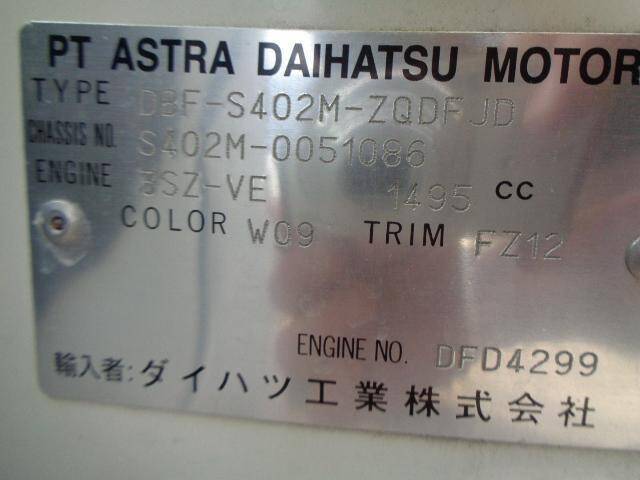 PT ASTRA DAIHATSU MOTOR
TYPE DBF-S402M-ZQDFJD
CHASSIS NO. S402M-0051086
ENGINE 3SZ-VE 1495 CC
COLOR W09 TRIM FZ12
ENGINE NO. DFD4299
輸入者:ダイハツ工業株式会社